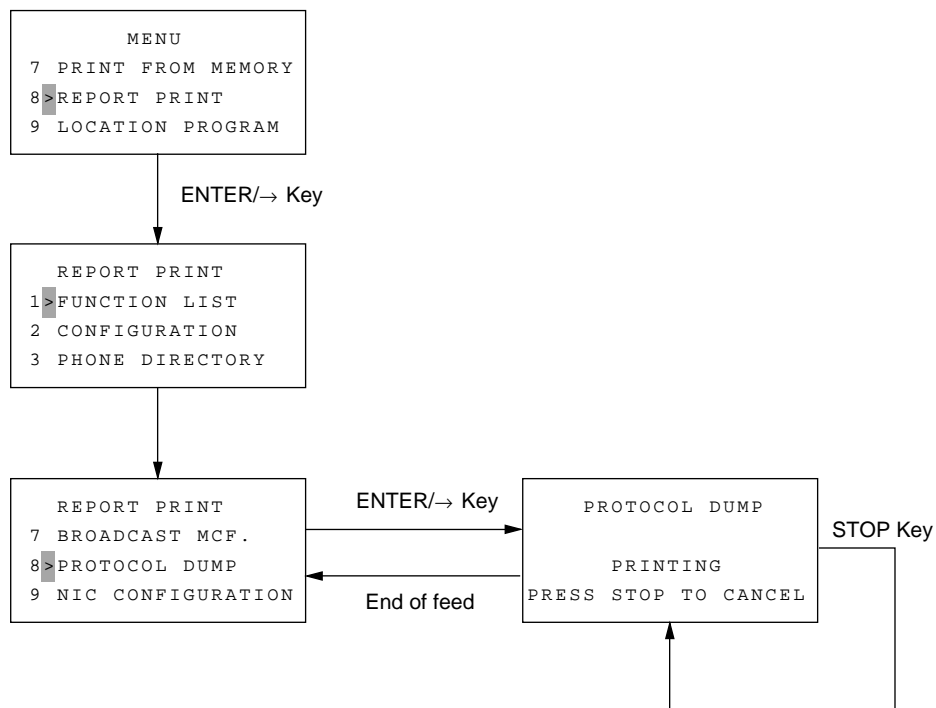 MENU
7 PRINT FROM MEMORY
8>REPORT PRINT
9 LOCATION PROGRAM
ENTER/→ Key
REPORT PRINT
1>FUNCTION LIST
2 CONFIGURATION
3 PHONE DIRECTORY
REPORT PRINT
7 BROADCAST MCF.
8>PROTOCOL DUMP
9 NIC CONFIGURATION
ENTER/→ Key
End of feed
PROTOCOL DUMP
PRINTING
PRESS STOP TO CANCEL
STOP Key